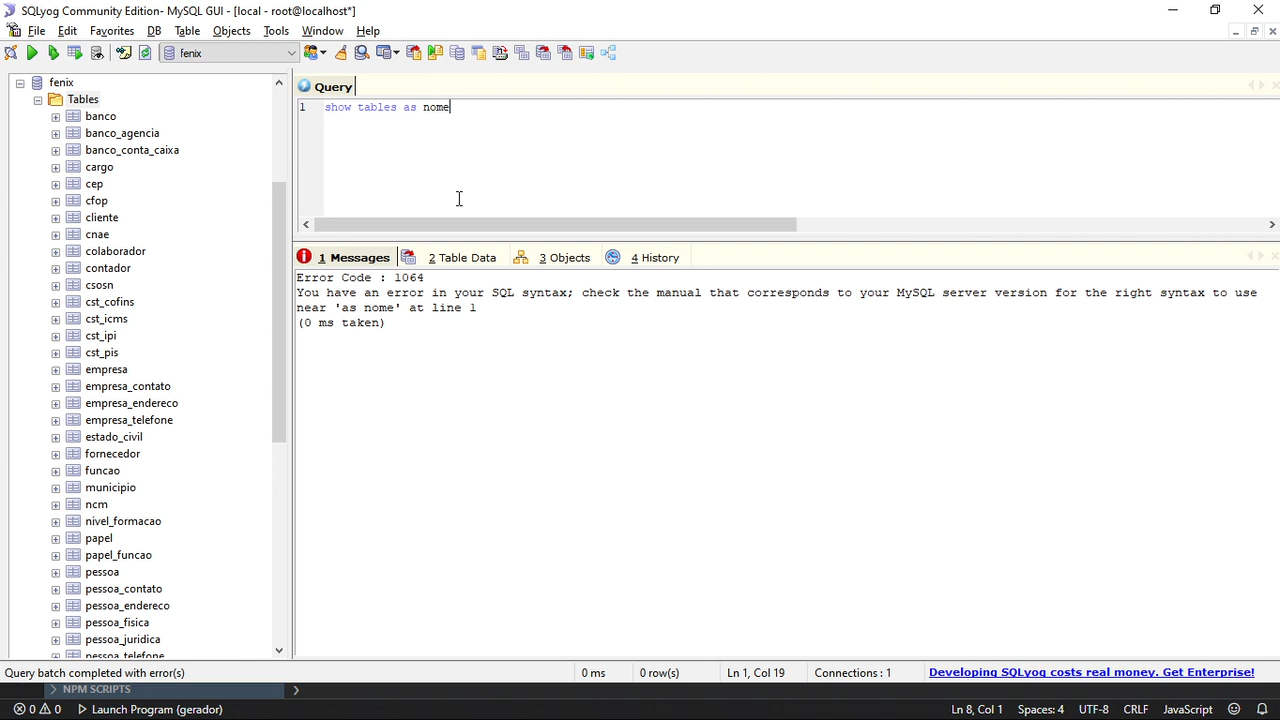 SQLyog Community Edition- MySQL GUI - [local - root@localhost*]
File Edit Favorites DB Table Objects Tools Window Help
fenix
fenix
Tables
banco
banco_agencia
banco_conta_caixa
cargo
cep
cfop
cliente
cnae
colaborador
contador
csosn
cst_cofins
cst_icms
cst_ipi
cst_pis
empresa
empresa_contato
empresa_endereco
empresa_telefone
estado_civil
fornecedor
funcao
municipio
ncm
nivel_formacao
papel
papel_funcao
pessoa
pessoa_contato
pessoa_endereco
pessoa_fisica
pessoa_juridica
pessoa_telefone
Query
1 show tables as nome
1 Messages 2 Table Data 3 Objects 4 History
Error Code : 1064
You have an error in your SQL syntax; check the manual that corresponds to your MySQL server version for the right syntax to use
near 'as nome' at line 1
(0 ms taken)
Query batch completed with error(s) 0 ms 0 row(s) Ln 1, Col 19 Connections : 1 Developing SQLyog costs real money. Get Enterprise!
NPM SCRIPTS
0 0 Launch Program (gerador) Ln 8, Col 1 Spaces: 4 UTF-8 CRLF JavaScript